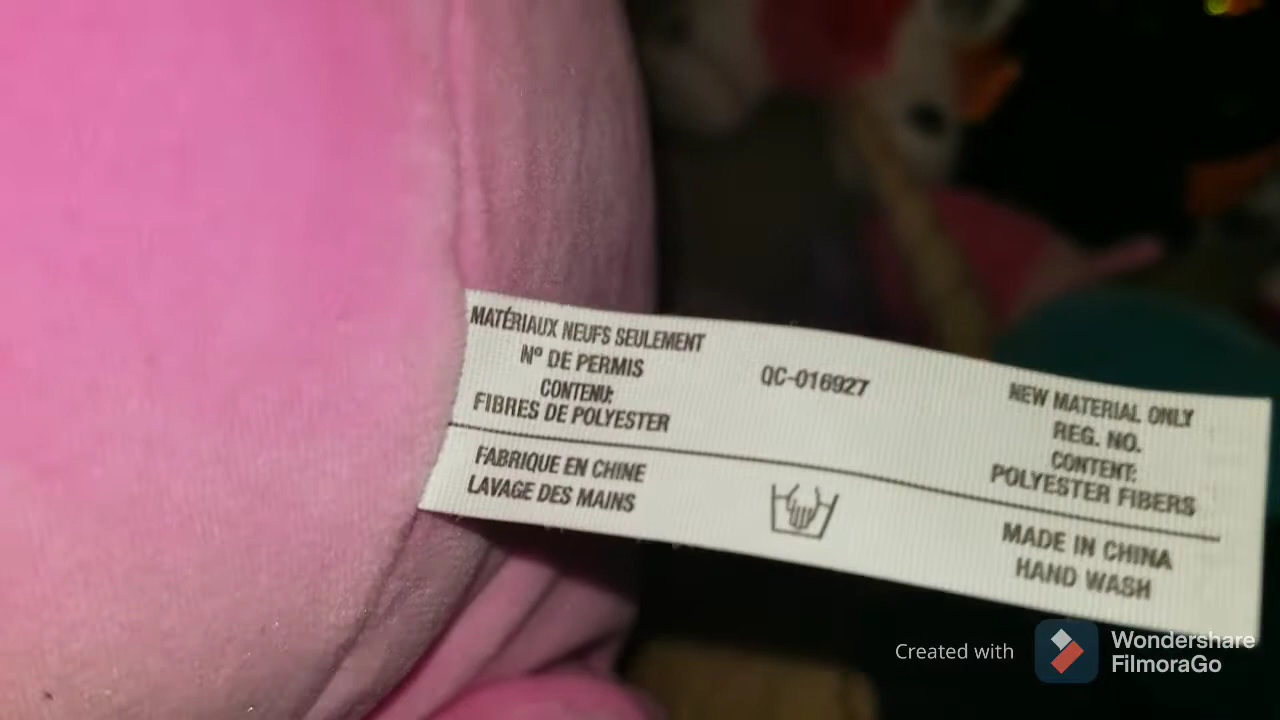 MATÉRIAUX NEUFS SEULEMENT
Nº DE PERMIS
CONTENU:
FIBRES DE POLYESTER
QC-016927
NEW MATERIAL ONLY
REG. NO.
CONTENT:
POLYESTER FIBERS
FABRIQUE EN CHINE
LAVAGE DES MAINS
MADE IN CHINA
HAND WASH
Created with
Wondershare
FilmoraGo